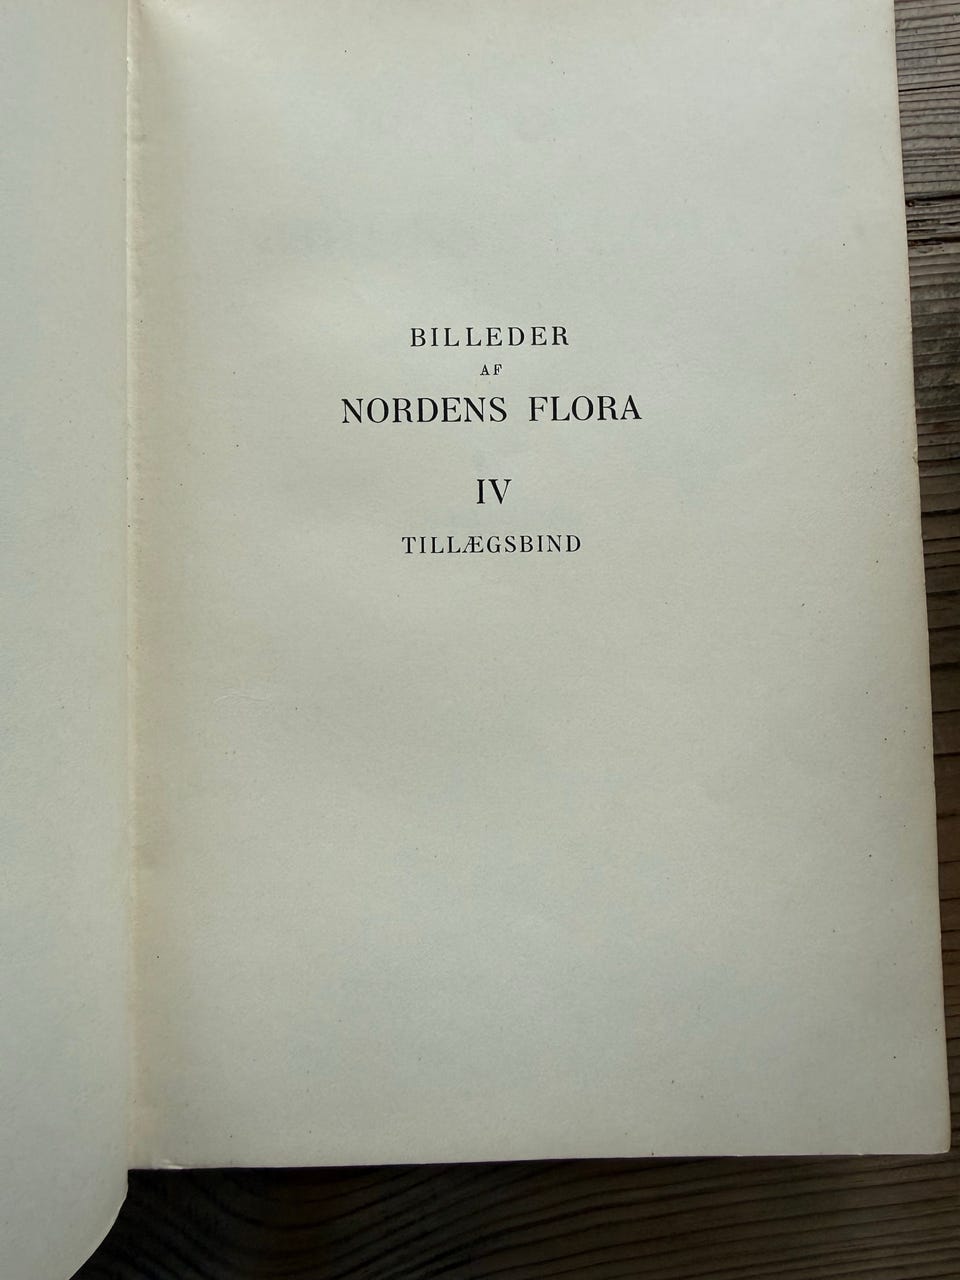 BILLEDER
AF
NORDENS FLORA
IV
TILLÆGSBIND